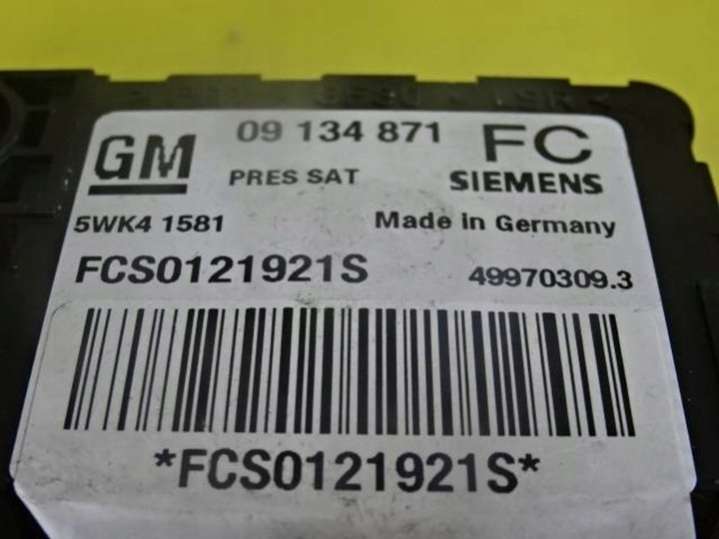 GM 09 134 871 FC
PRES SAT SIEMENS
5WK4 1581 Made in Germany
FCS0121921S 49970309.3
*FCS0121921S*